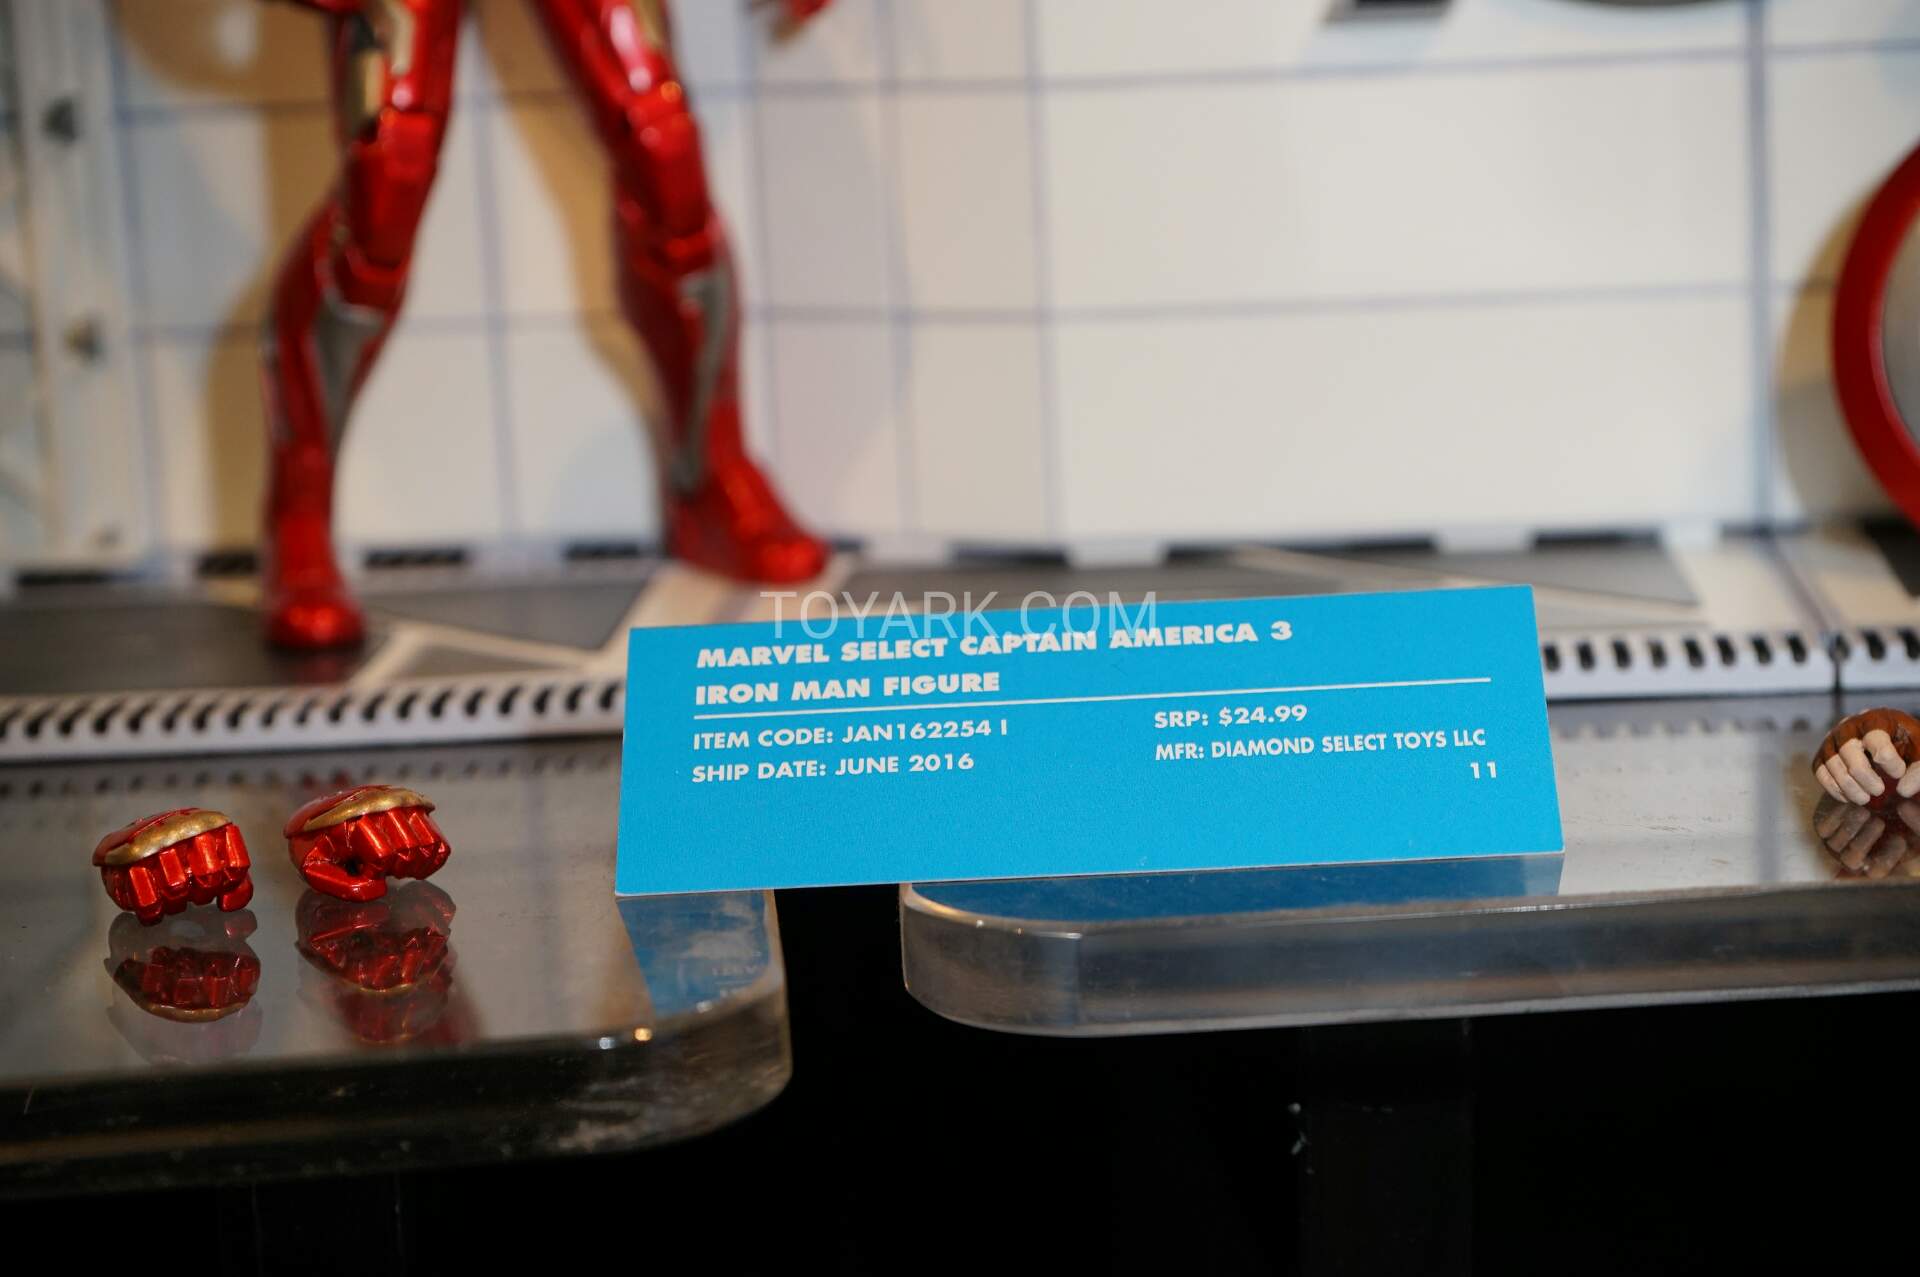 TOYARK.COM
MARVEL SELECT CAPTAIN AMERICA 3
IRON MAN FIGURE
ITEM CODE: JAN162254 I
SHIP DATE: JUNE 2016
SRP: $24.99
MFR: DIAMOND SELECT TOYS LLC
11